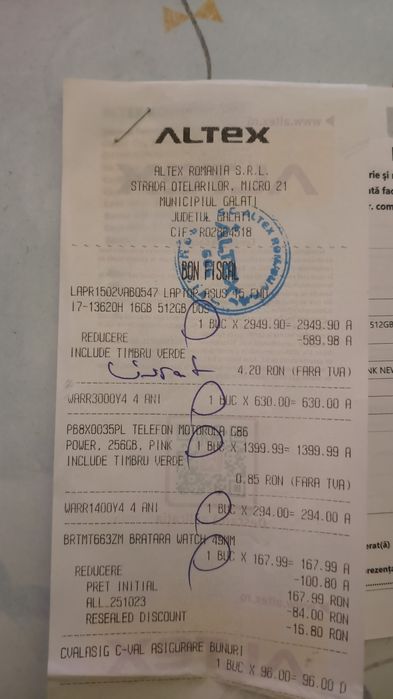 ALTEX
ALTEX ROMANIA S.R.L.
STRADA OTELARILOR, MICRO 21
MUNICIPIUL GALATI
JUDETUL GALATI
CIF: RO2864518
BON FISCAL
LAPR1502VABQ547 LAPTOP ASUS 15 FHD
I7-13620H 16GB 512GB DOS
1 BUC X 2949.90= 2949.90 A
REDUCERE -589.98 A
INCLUDE TIMBRU VERDE
4.20 RON (FARA TVA)
WARR3000Y4 4 ANI 1 BUC X 630.00= 630.00 A
P68X0035PL TELEFON MOTOROLA G86
POWER, 256GB, PINK 1 BUC X 1399.99= 1399.99 A
INCLUDE TIMBRU VERDE
0.85 RON (FARA TVA)
WARR1400Y4 4 ANI 1 BUC X 294.00= 294.00 A
BRTMT663ZM BRATARA WATCH 49MM
1 BUC X 167.99= 167.99 A
REDUCERE -100.80 A
PRET INITIAL 167.99 RON
ALL_251023 -84.00 RON
RESEALED DISCOUNT -16.80 RON
CVALASIG C-VAL ASIGURARE BUNURI
1 BUC X 96.00= 96.00 D